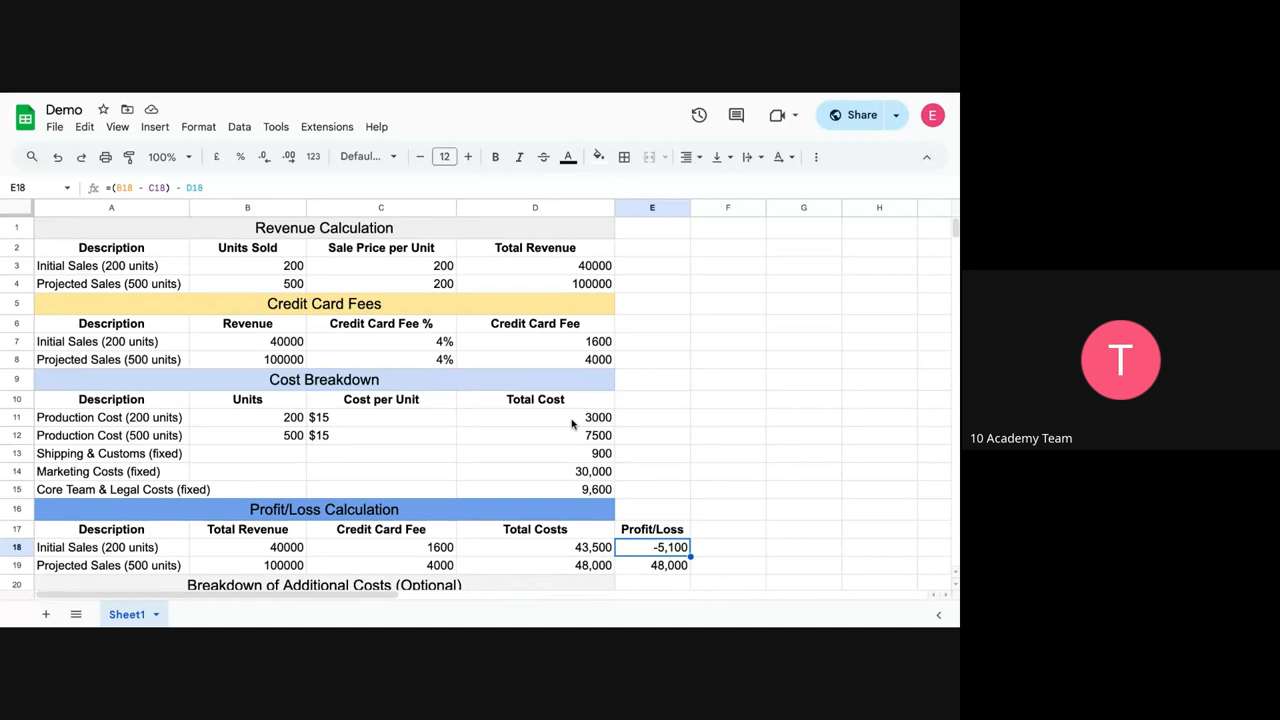 Demo
File Edit View Insert Format Data Tools Extensions Help
Share
E
100% £ % .0 .00 123 Defaul... − 12 + B I S A
E18 fx =(B18 - C18) - D18
A B C D E F G H
1 Revenue Calculation
2 Description Units Sold Sale Price per Unit Total Revenue
3 Initial Sales (200 units) 200 200 40000
4 Projected Sales (500 units) 500 200 100000
5 Credit Card Fees
6 Description Revenue Credit Card Fee % Credit Card Fee
7 Initial Sales (200 units) 40000 4% 1600
8 Projected Sales (500 units) 100000 4% 4000
9 Cost Breakdown
10 Description Units Cost per Unit Total Cost
11 Production Cost (200 units) 200 $15 3000
12 Production Cost (500 units) 500 $15 7500
13 Shipping & Customs (fixed) 900
14 Marketing Costs (fixed) 30,000
15 Core Team & Legal Costs (fixed) 9,600
16 Profit/Loss Calculation
17 Description Total Revenue Credit Card Fee Total Costs Profit/Loss
18 Initial Sales (200 units) 40000 1600 43,500 -5,100
19 Projected Sales (500 units) 100000 4000 48,000 48,000
20 Breakdown of Additional Costs (Optional)
Sheet1
T
10 Academy Team